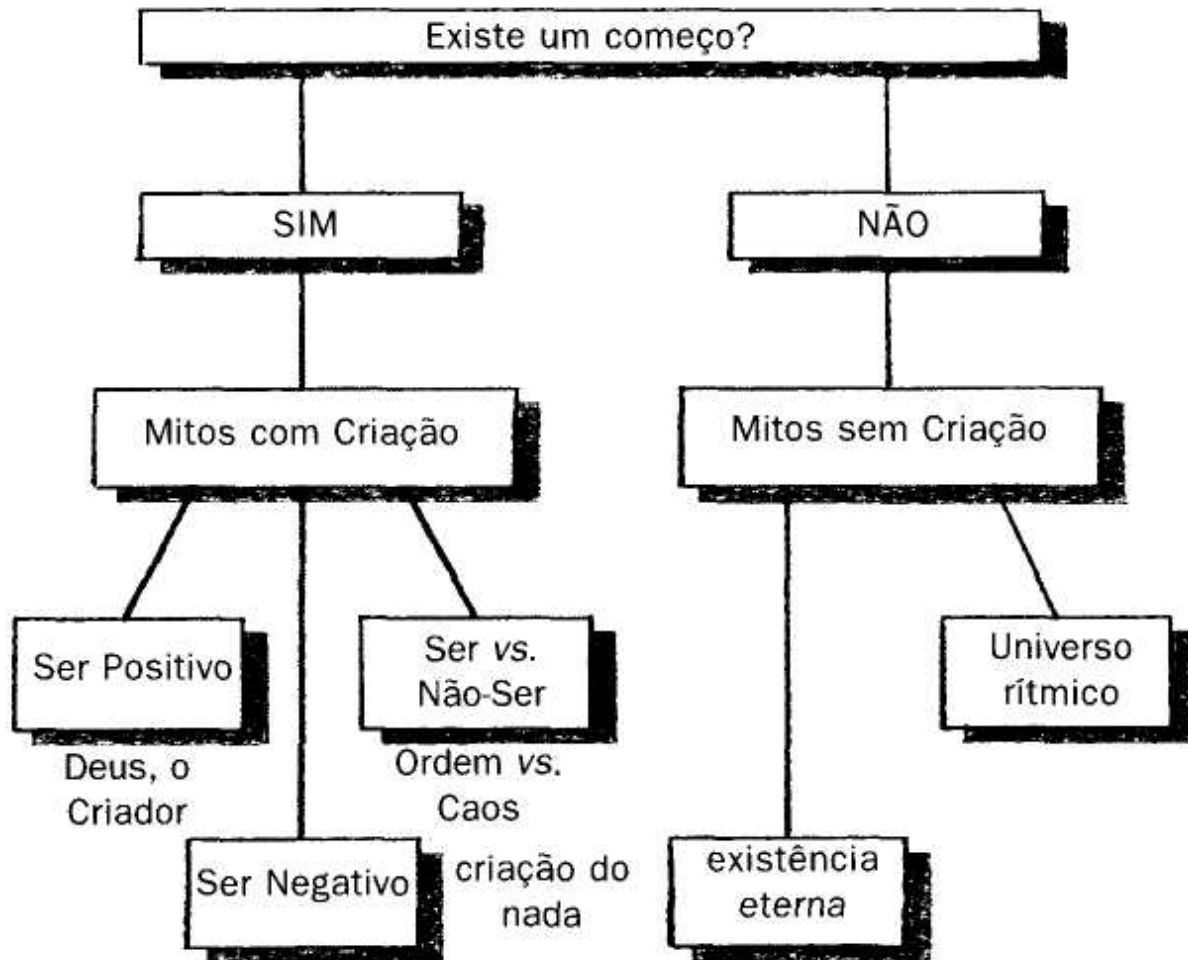 Existe um começo?
SIM
NÃO
Mitos com Criação
Mitos sem Criação
Ser Positivo
Deus, o
Criador
Ser vs.
Não-Ser
Ordem vs.
Caos
Universo
rítmico
Ser Negativo
criação do
nada
existência
eterna